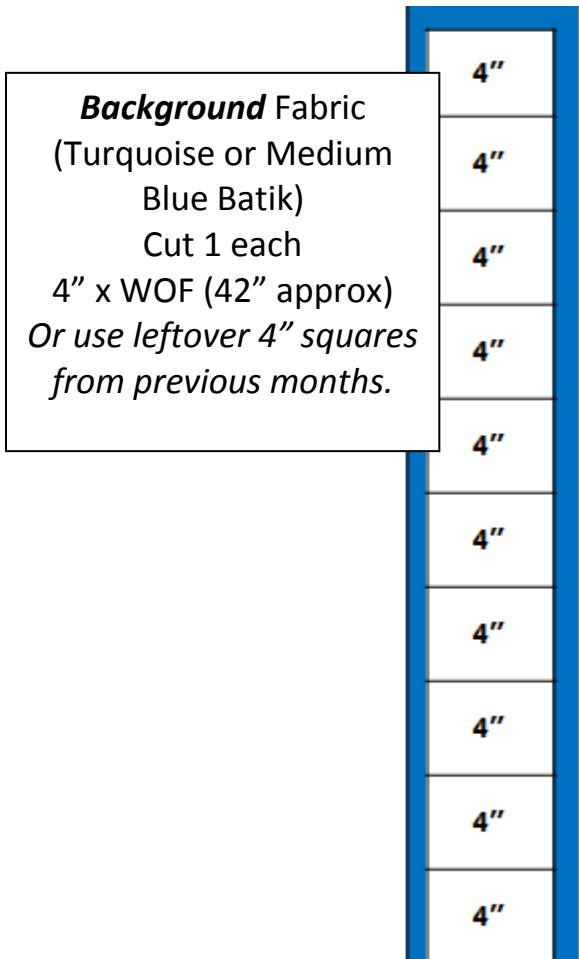 4”
Background Fabric
(Turquoise or Medium
Blue Batik)
Cut 1 each
4” x WOF (42” approx)
Or use leftover 4” squares
from previous months.
4”
4”
4”
4”
4”
4”
4”
4”
4”